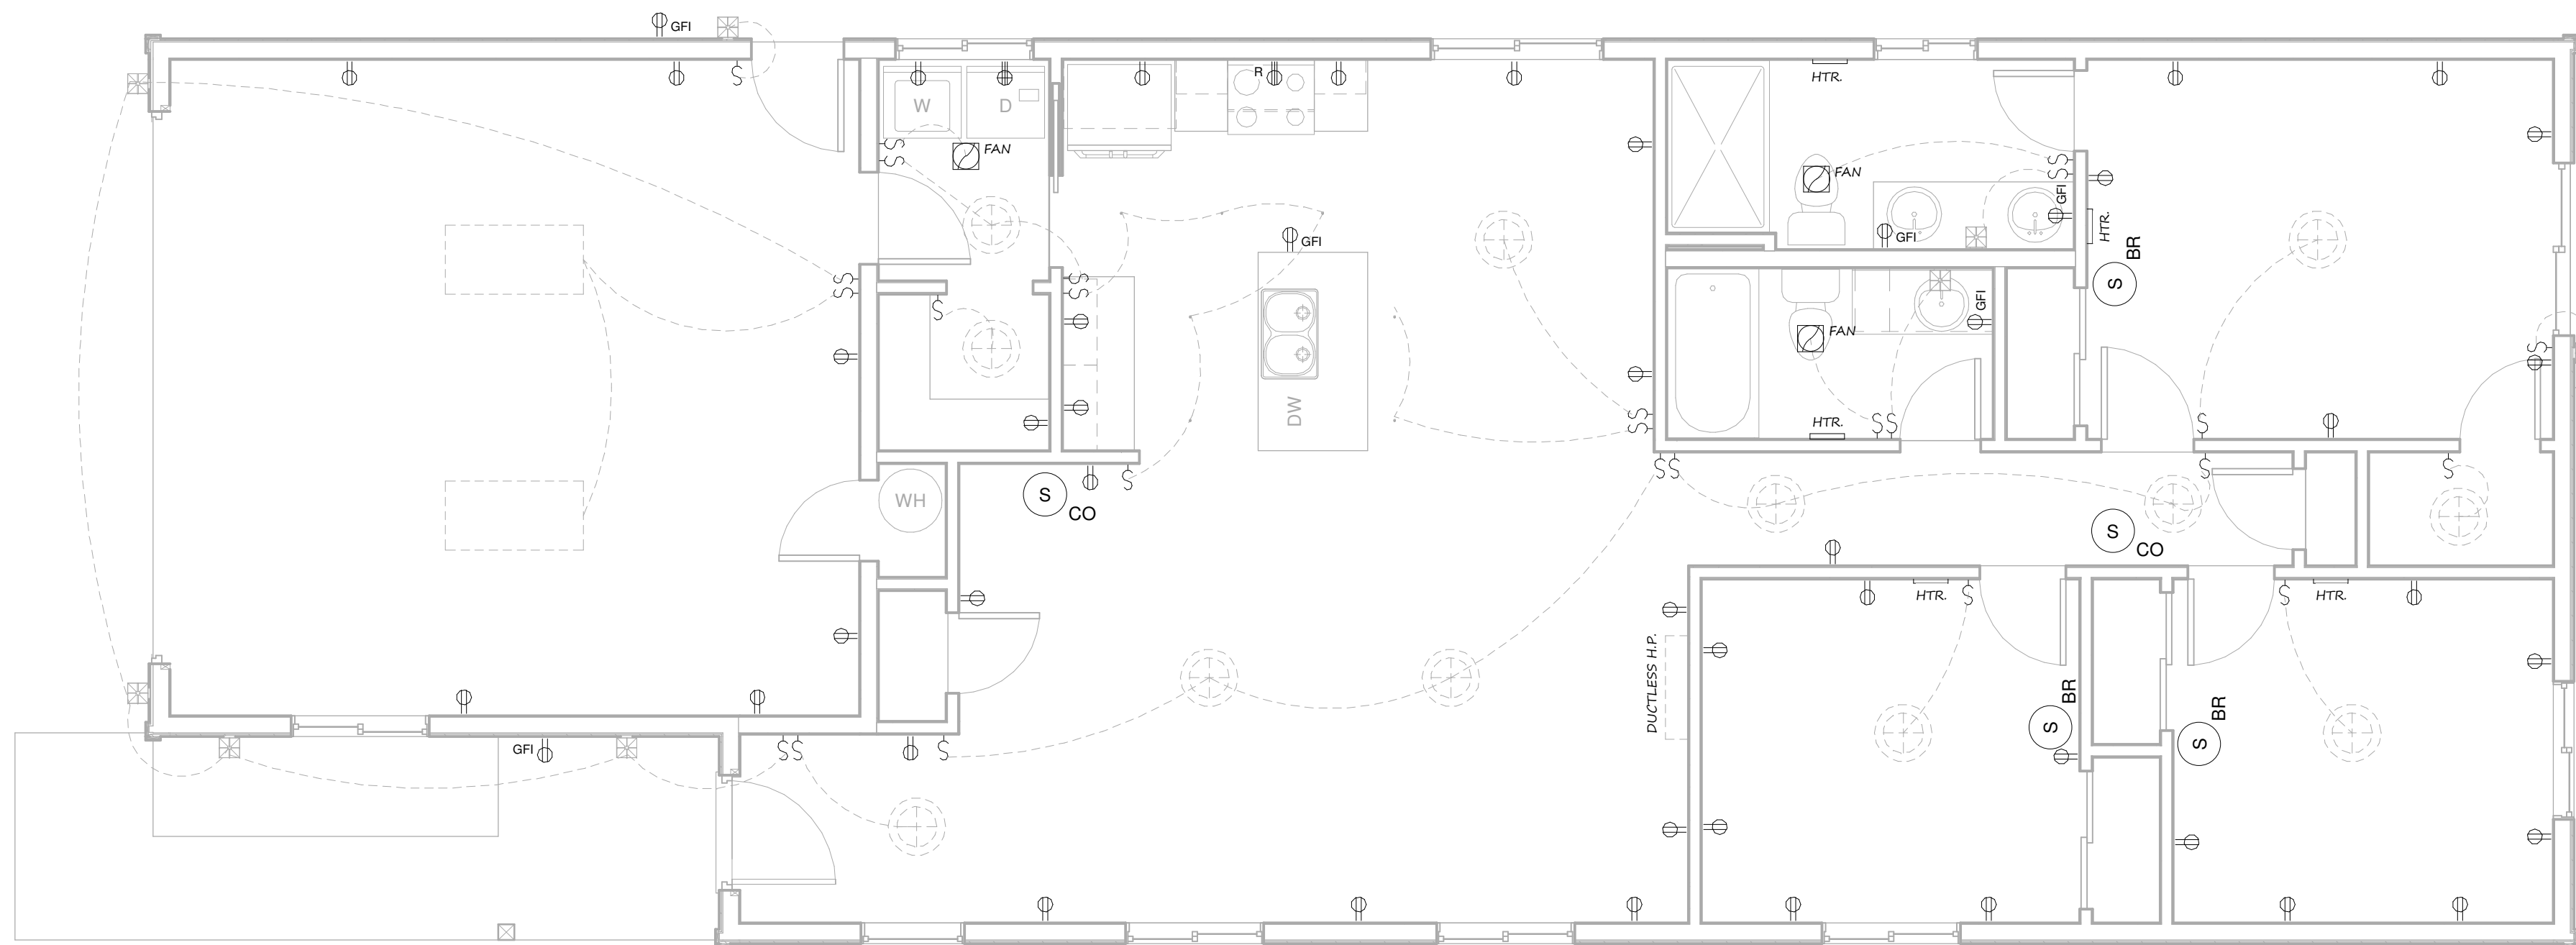 GFI
R
W
D
HTR.
FAN
FAN
GFI
HTR.
GFI
GFI
BR
S
GFI
FAN
DW
HTR.
S
CO
WH
S
CO
HTR.
HTR.
DUCTLESS H.P.
BR
S
BR
S
GFI